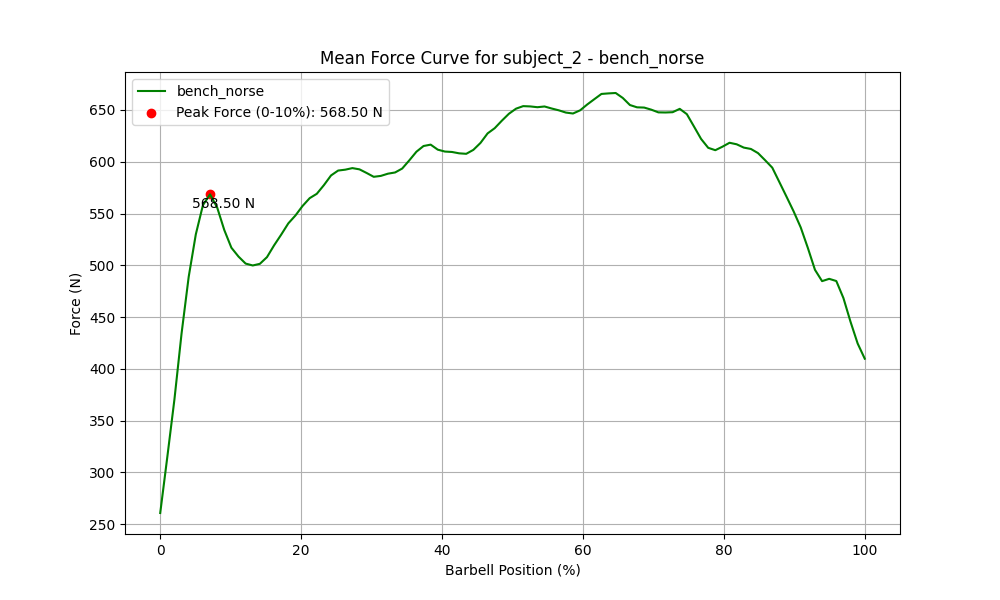 Mean Force Curve for subject_2 - bench_norse
bench_norse
Peak Force (0-10%): 568.50 N
568.50 N
Force (N)
650
600
550
500
450
400
350
300
250
0 20 40 60 80 100
Barbell Position (%)